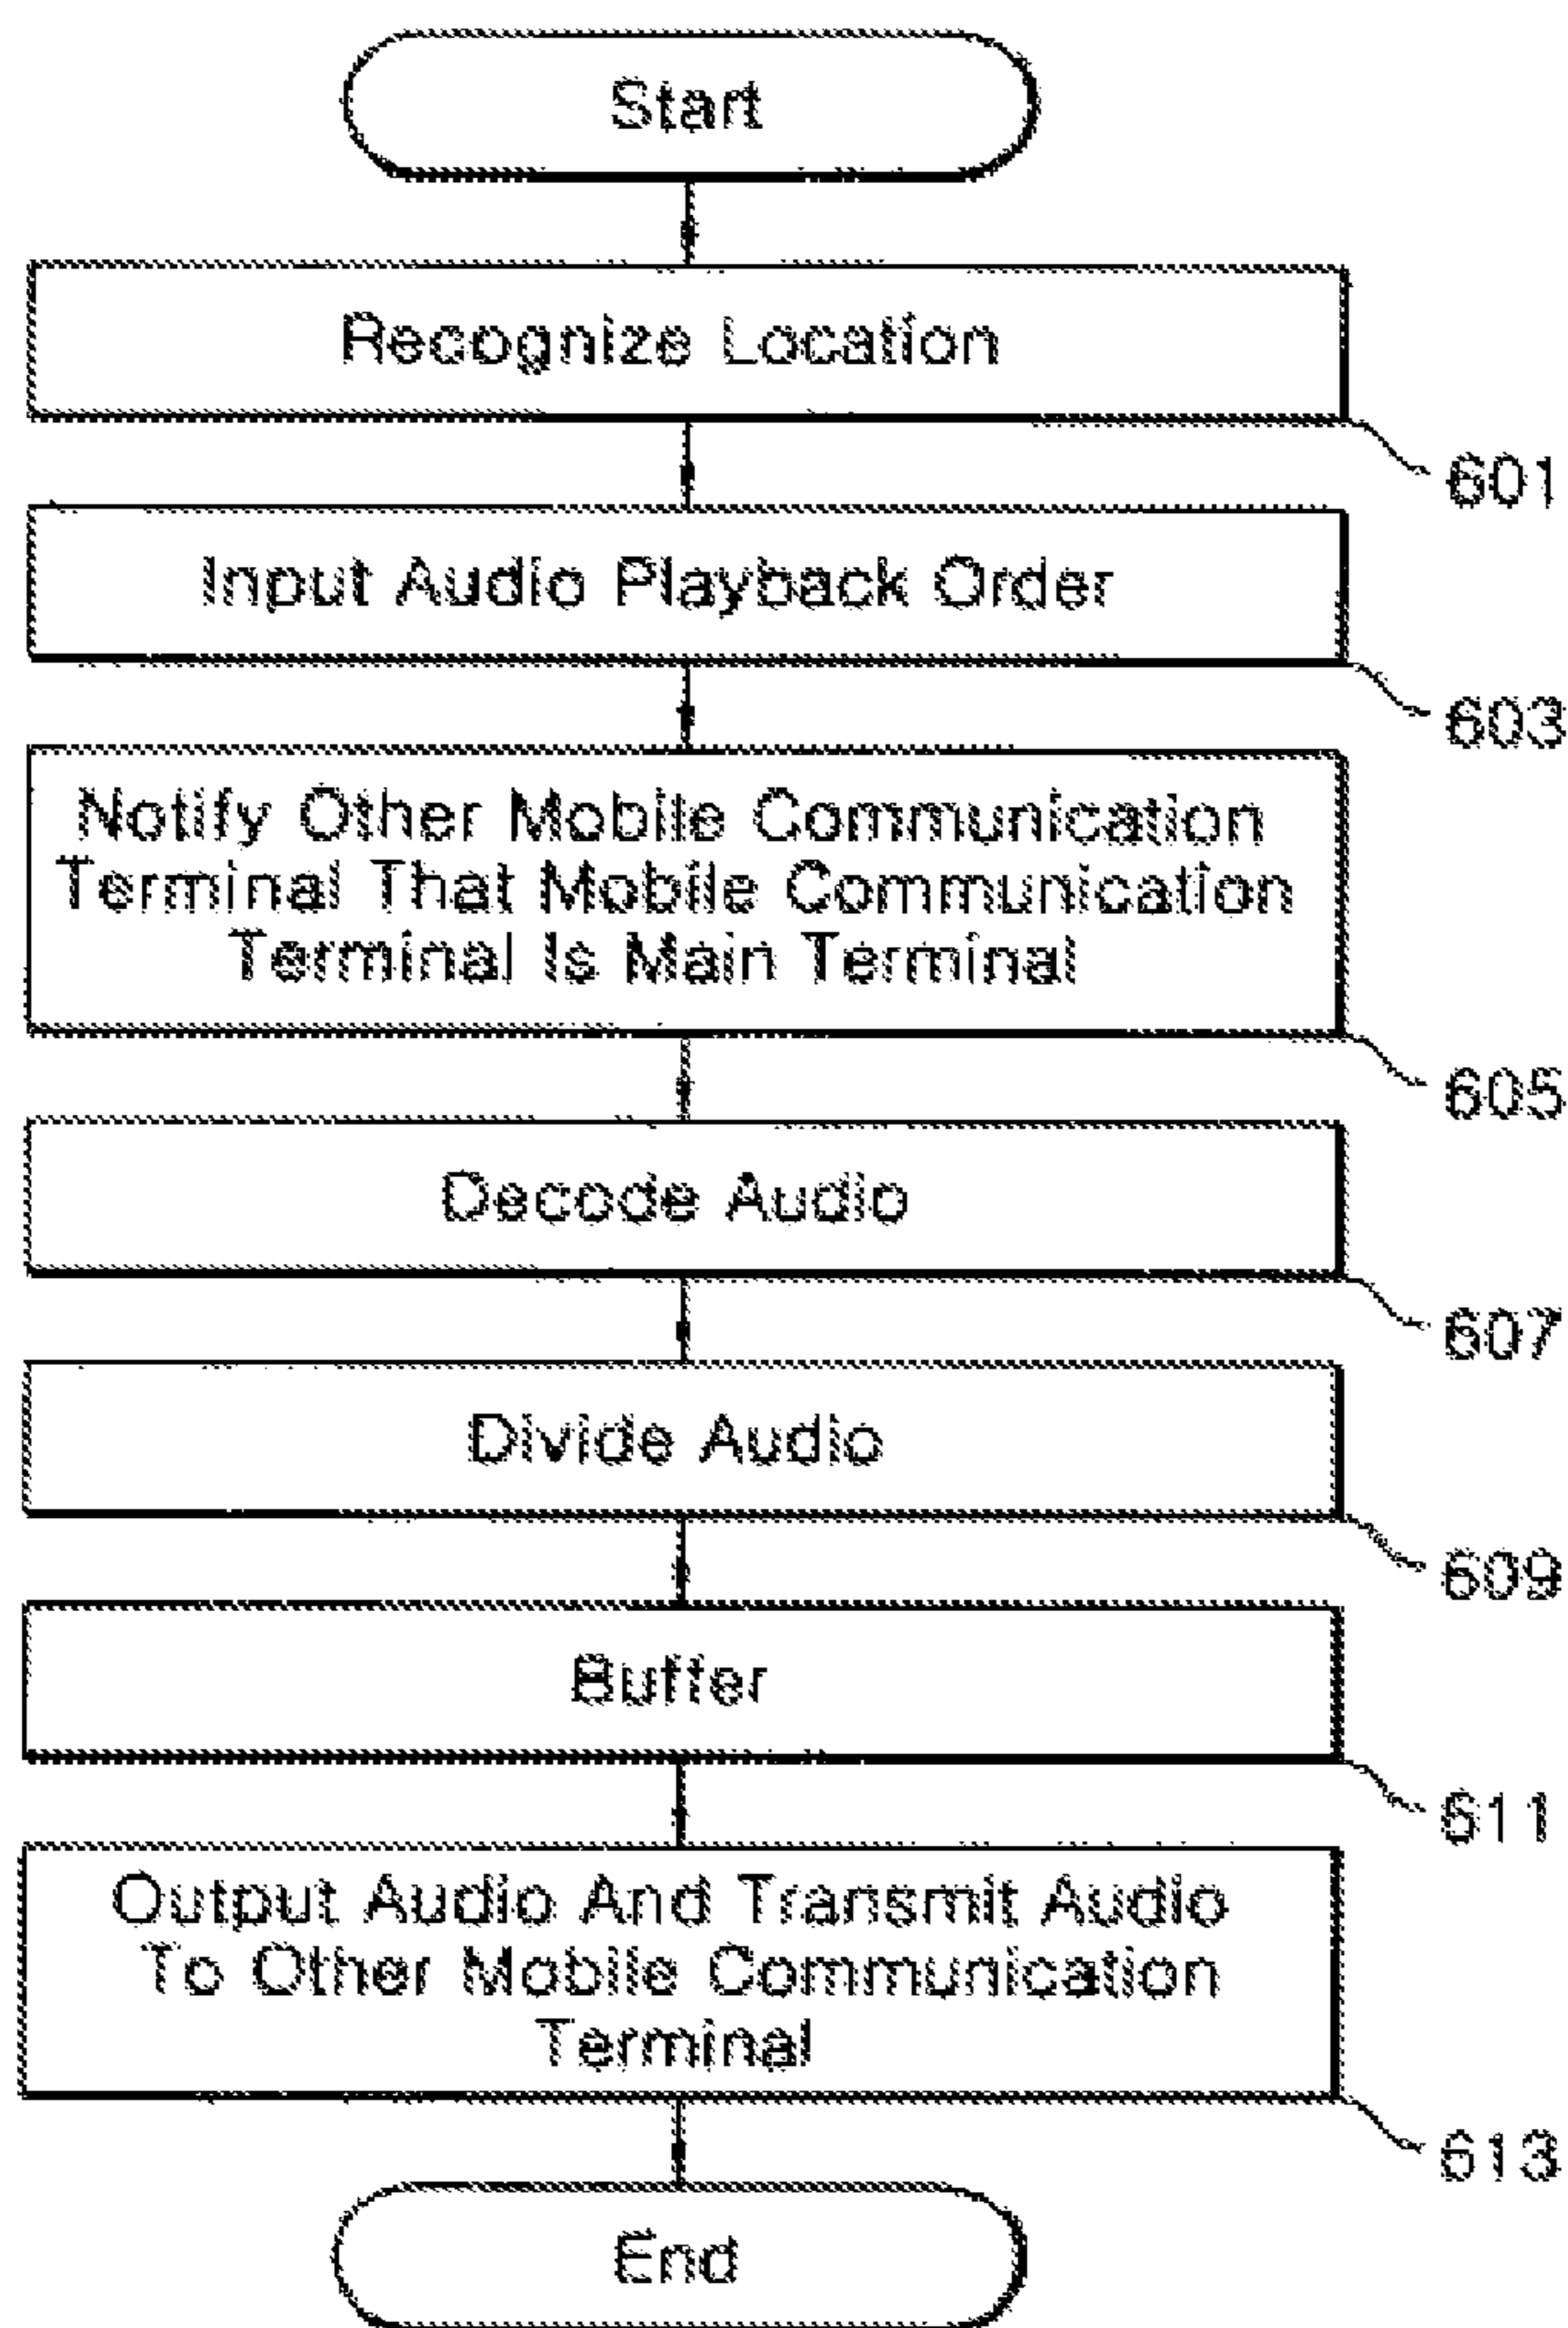 Start
Recognize Location
601
Input Audio Playback Order
603
Notify Other Mobile Communication
Terminal That Mobile Communication
Terminal Is Main Terminal
605
Decode Audio
607
Divide Audio
609
Buffer
611
Output Audio And Transmit Audio
To Other Mobile Communication
Terminal
613
End